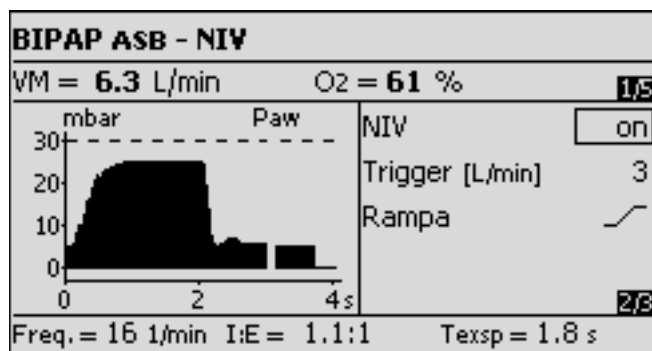 BIPAP ASB - NIV
VM = 6.3 L/min O2 = 61 % 1/5
mbar Paw
30
20
10
0
0 2 4 s
NIV on
Trigger [L/min] 3
Rampa
2/3
Freq. = 16 1/min I:E = 1.1:1 Texsp = 1.8 s